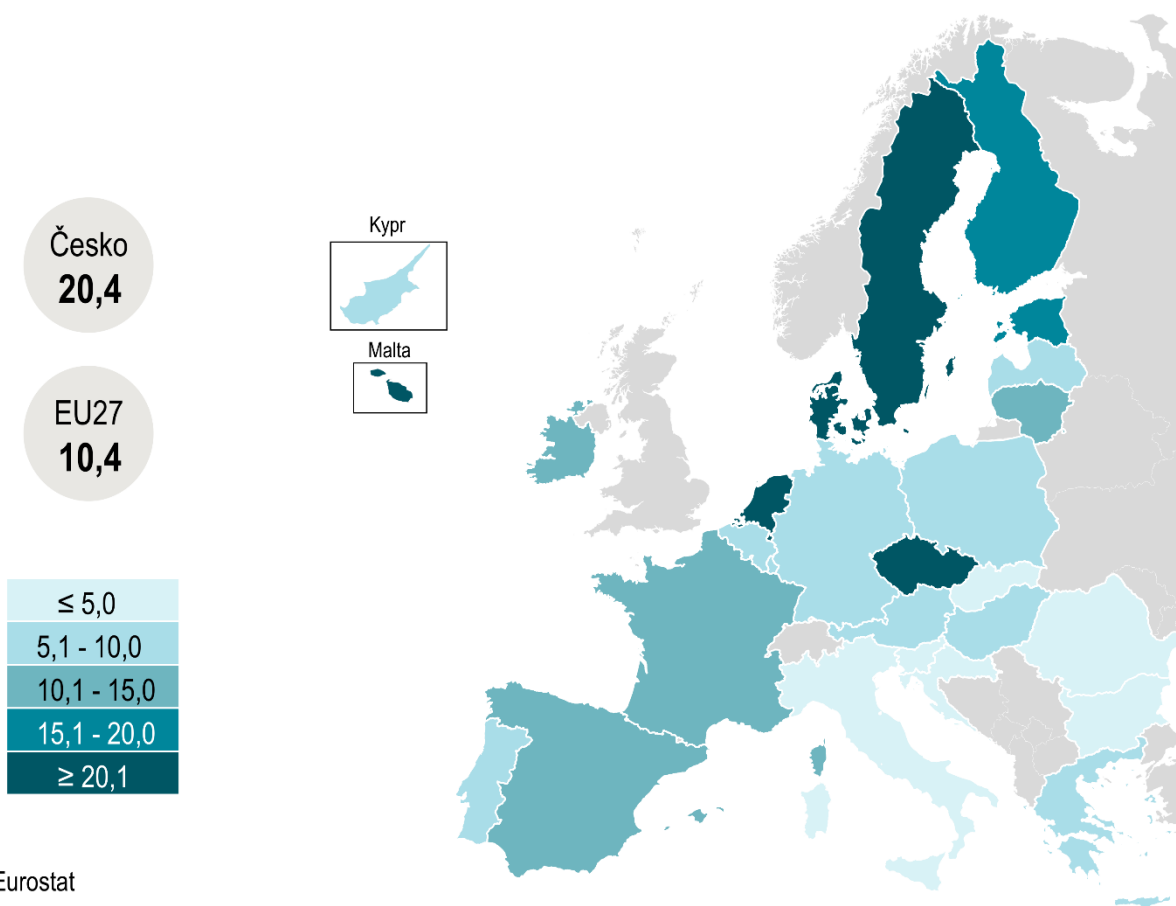 Česko
20,4
Kypr
Malta
EU27
10,4
≤ 5,0
5,1 - 10,0
10,1 - 15,0
15,1 - 20,0
≥ 20,1
Eurostat